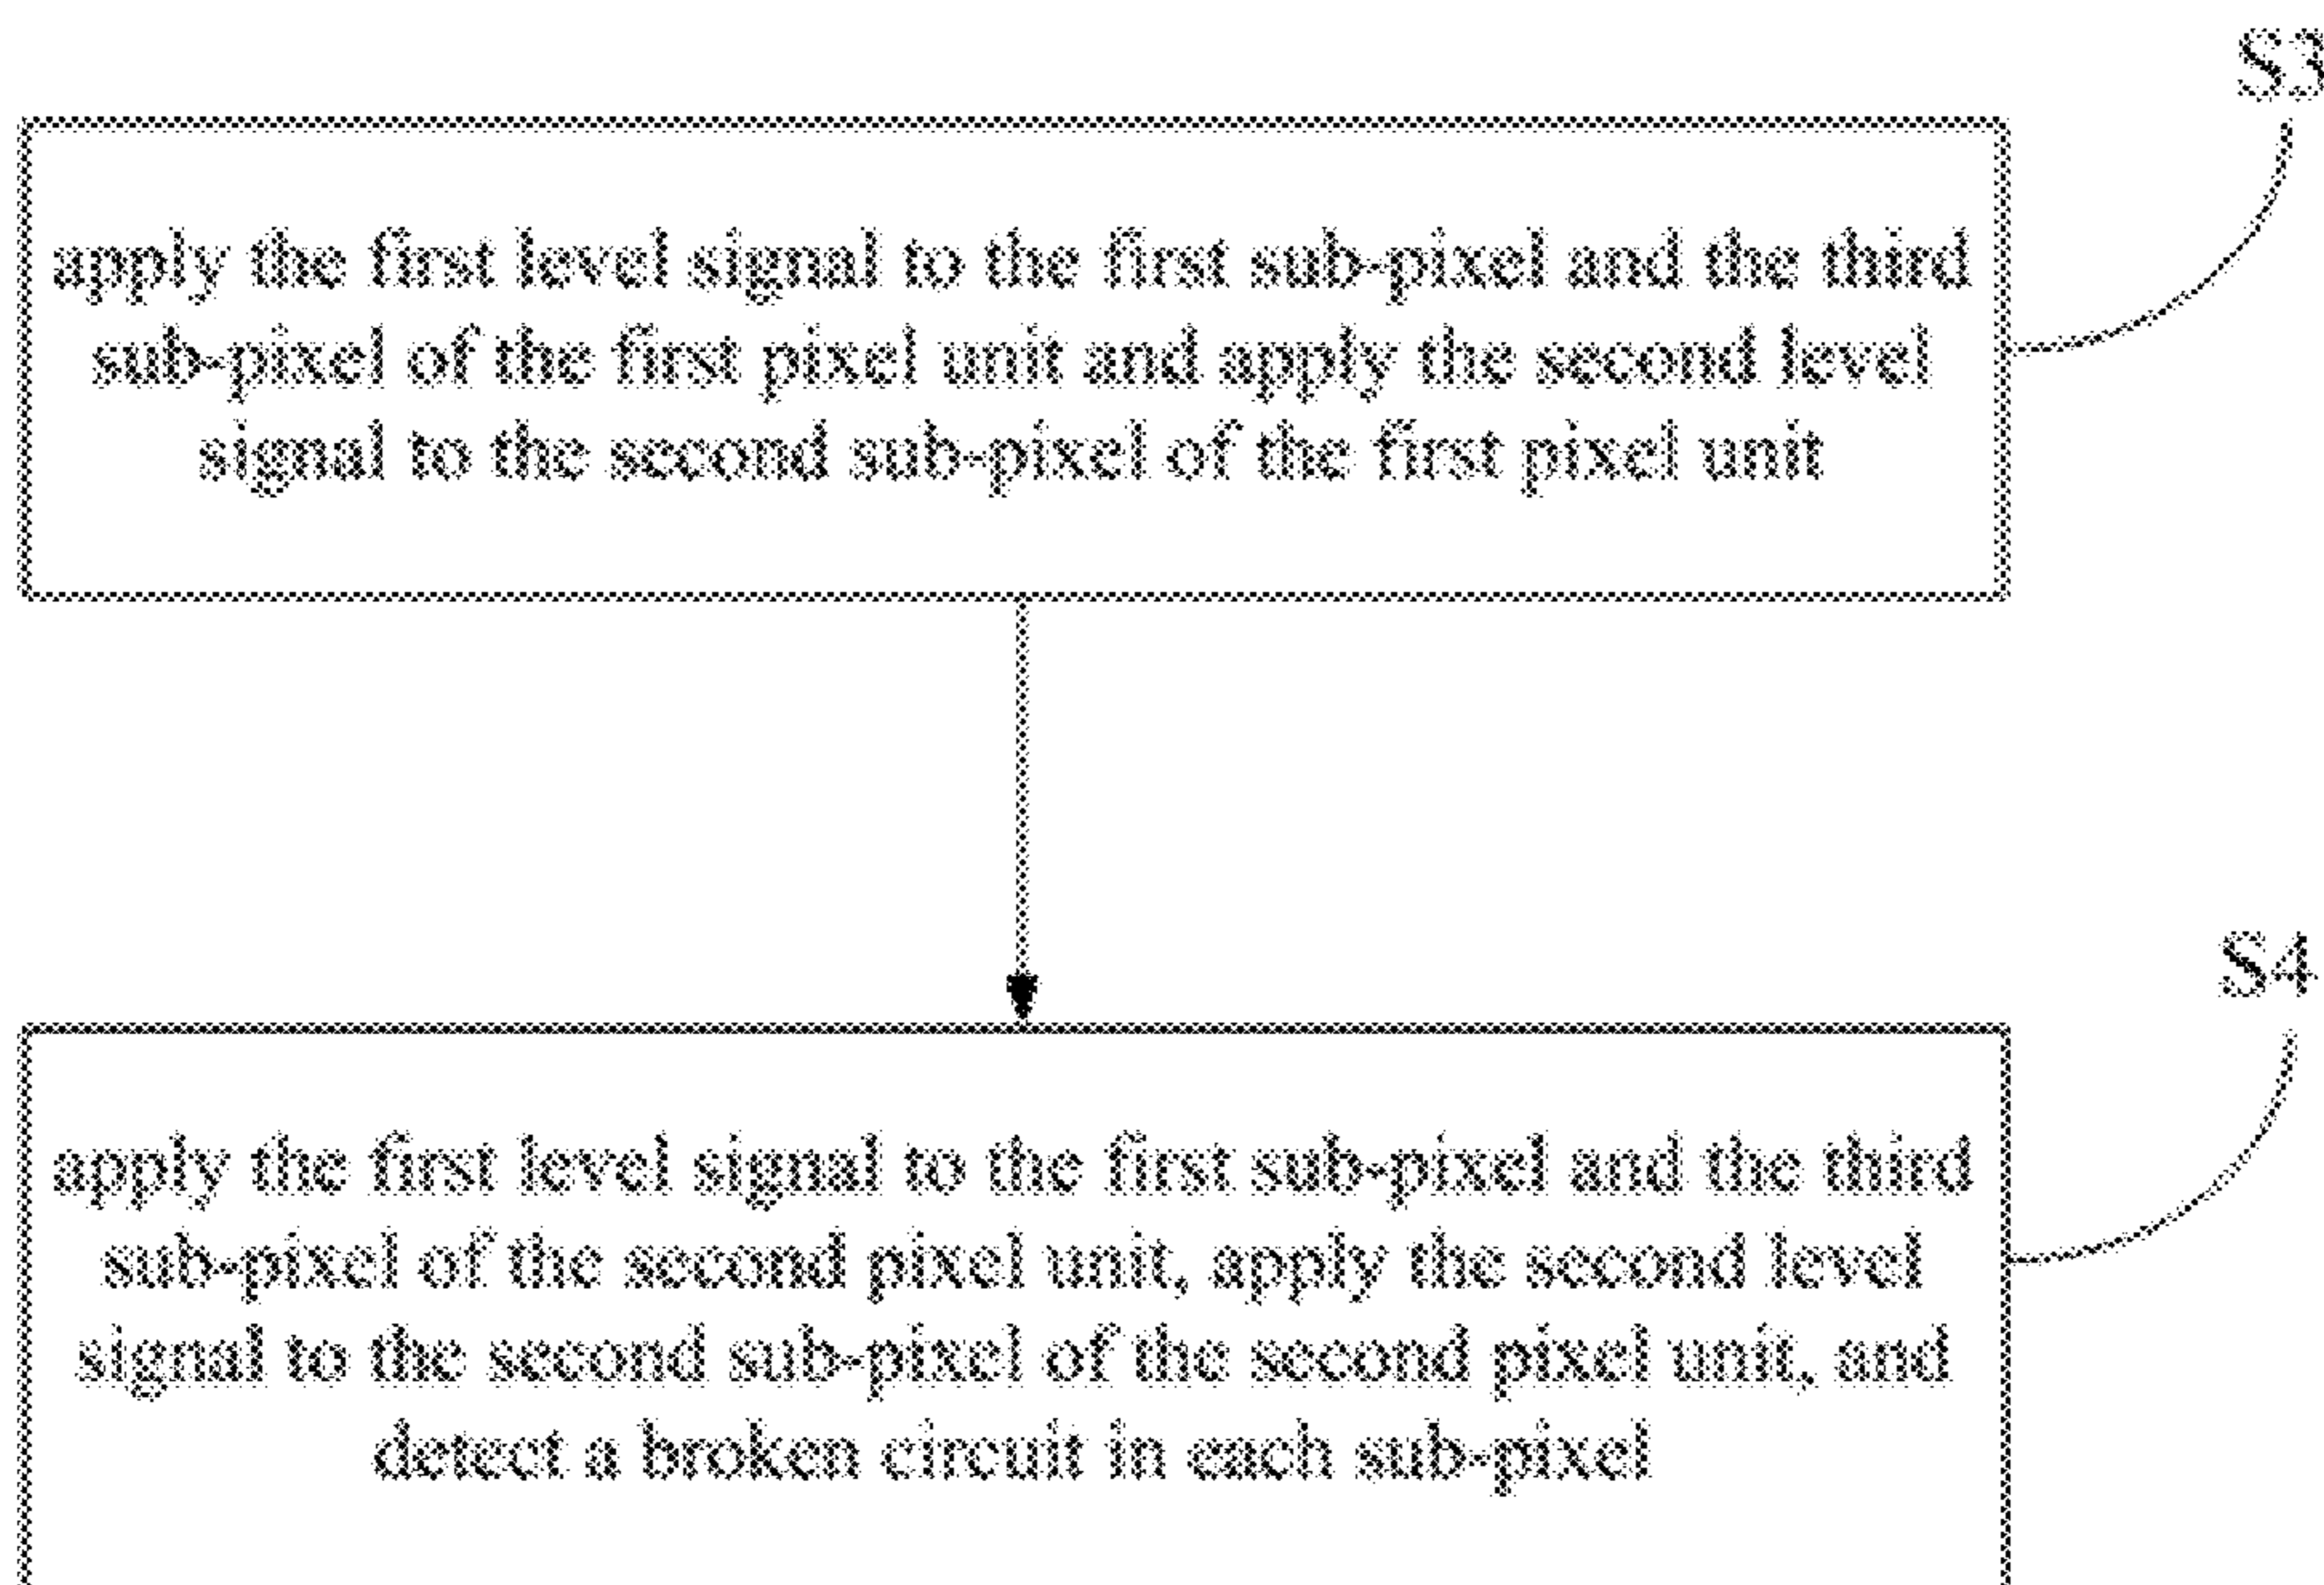 S3
apply the first level signal to the first sub-pixel and the third
sub-pixel of the first pixel unit and apply the second level
signal to the second sub-pixel of the first pixel unit
S4
apply the first level signal to the first sub-pixel and the third
sub-pixel of the second pixel unit, apply the second level
signal to the second sub-pixel of the second pixel unit, and
detect a broken circuit in each sub-pixel